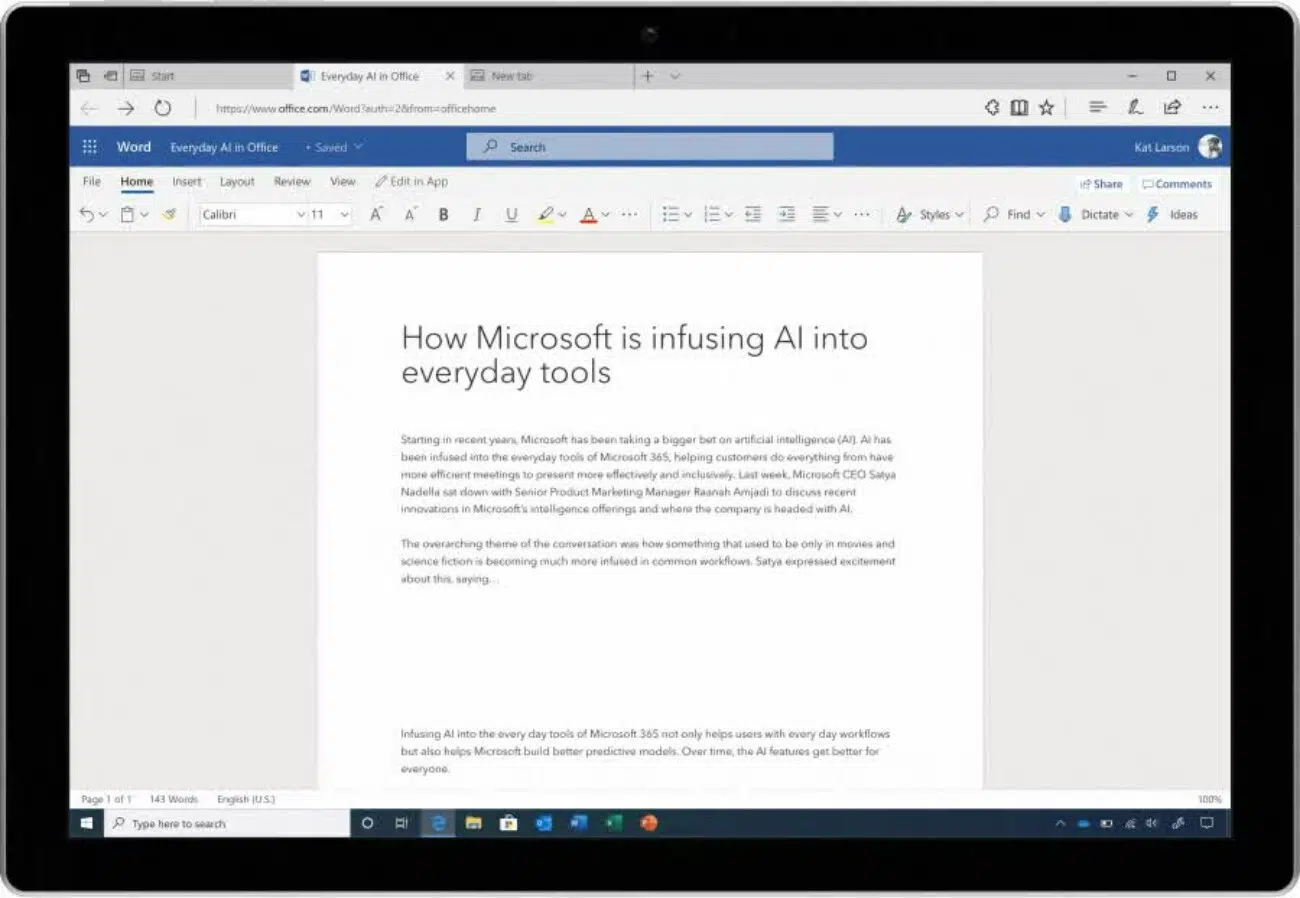 Start
Everyday AI in Office
New tab
https://www.office.com/Word?auth=2&from=officehome
Word Everyday AI in Office • Saved
Search
Kat Larson
File Home Insert Layout Review View Edit in App
Share Comments
Calibri 11 A A B I U A Styles Find Dictate Ideas
How Microsoft is infusing AI into
everyday tools
Starting in recent years, Microsoft has been taking a bigger bet on artificial intelligence (AI). AI has
been infused into the everyday tools of Microsoft 365, helping customers do everything from have
more efficient meetings to present more effectively and inclusively. Last week, Microsoft CEO Satya
Nadella sat down with Senior Product Marketing Manager Raanah Amjadi to discuss recent
innovations in Microsoft's intelligence offerings and where the company is headed with AI.
The overarching theme of the conversation was how something that used to be only in movies and
science fiction is becoming much more infused in common workflows. Satya expressed excitement
about this, saying…
Infusing AI into the every day tools of Microsoft 365 not only helps users with every day workflows
but also helps Microsoft build better predictive models. Over time, the AI features get better for
everyone.
Page 1 of 1 143 Words English (U.S.) 100%
Type here to search